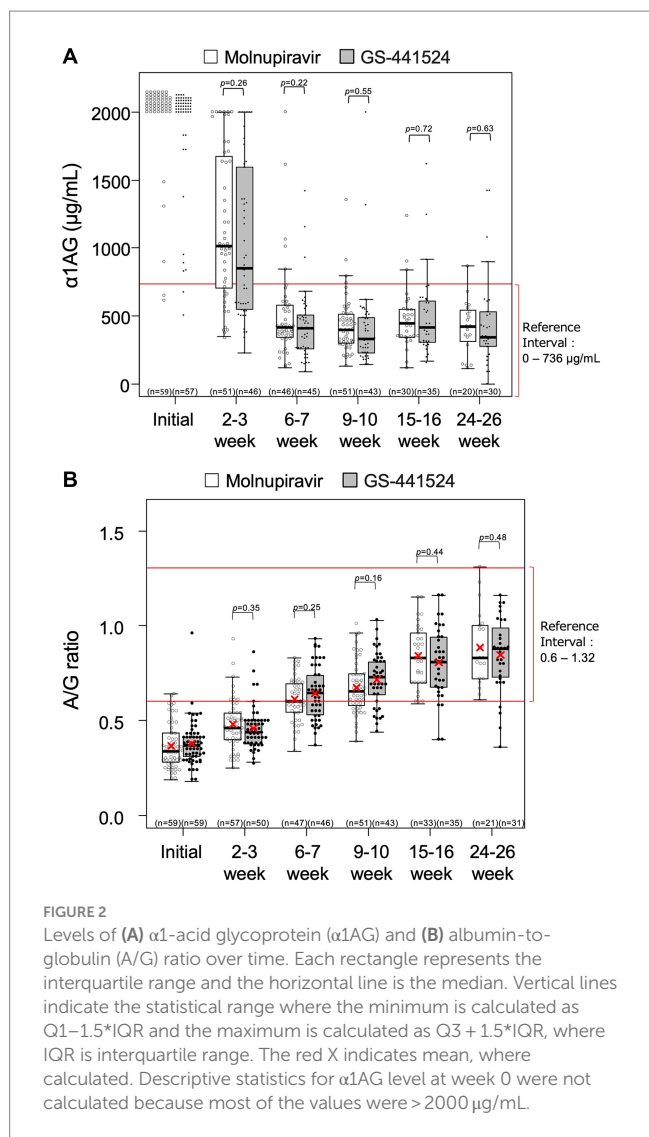 A
Molnupiravir GS-441524
α1AG (µg/mL)
2000
1500
1000
500
0
p=0.26
p=0.22
p=0.55
p=0.72
p=0.63
Reference
Interval :
0 – 736 µg/mL
(n=59)(n=57) (n=51)(n=46) (n=46)(n=45) (n=51)(n=43) (n=30)(n=35) (n=20)(n=30)
Initial 2-3 6-7 9-10 15-16 24-26
week week week week week
B
Molnupiravir GS-441524
A/G ratio
1.5
1.0
0.5
0.0
p=0.35
p=0.25
p=0.16
p=0.44
p=0.48
Reference
Interval :
0.6 – 1.32
(n=59)(n=59) (n=57)(n=50) (n=47)(n=46) (n=51)(n=43) (n=33)(n=35) (n=21)(n=31)
Initial 2-3 6-7 9-10 15-16 24-26
week week week week week
FIGURE 2
Levels of (A) α1-acid glycoprotein (α1AG) and (B) albumin-to-
globulin (A/G) ratio over time. Each rectangle represents the
interquartile range and the horizontal line is the median. Vertical lines
indicate the statistical range where the minimum is calculated as
Q1–1.5*IQR and the maximum is calculated as Q3 + 1.5*IQR, where
IQR is interquartile range. The red X indicates mean, where
calculated. Descriptive statistics for α1AG level at week 0 were not
calculated because most of the values were > 2000 µg/mL.